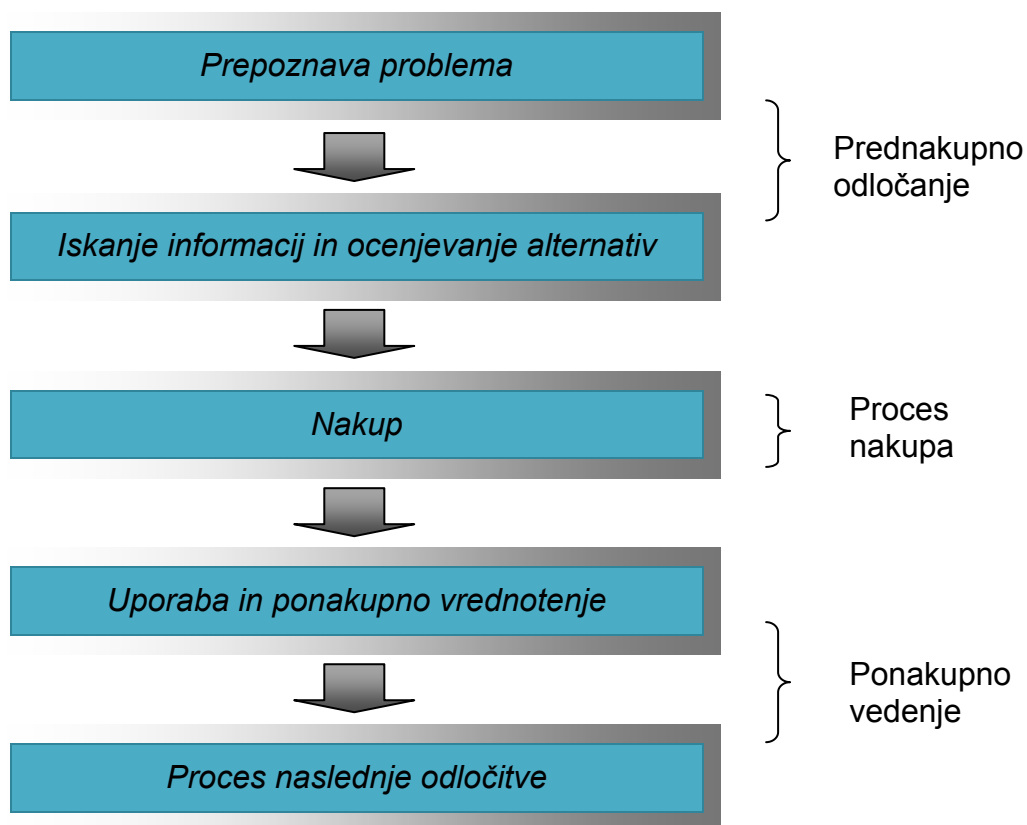 Prepoznava problema
Prednakupno
odločanje
Iskanje informacij in ocenjevanje alternativ
Nakup
Proces
nakupa
Uporaba in ponakupno vrednotenje
Ponakupno
vedenje
Proces naslednje odločitve